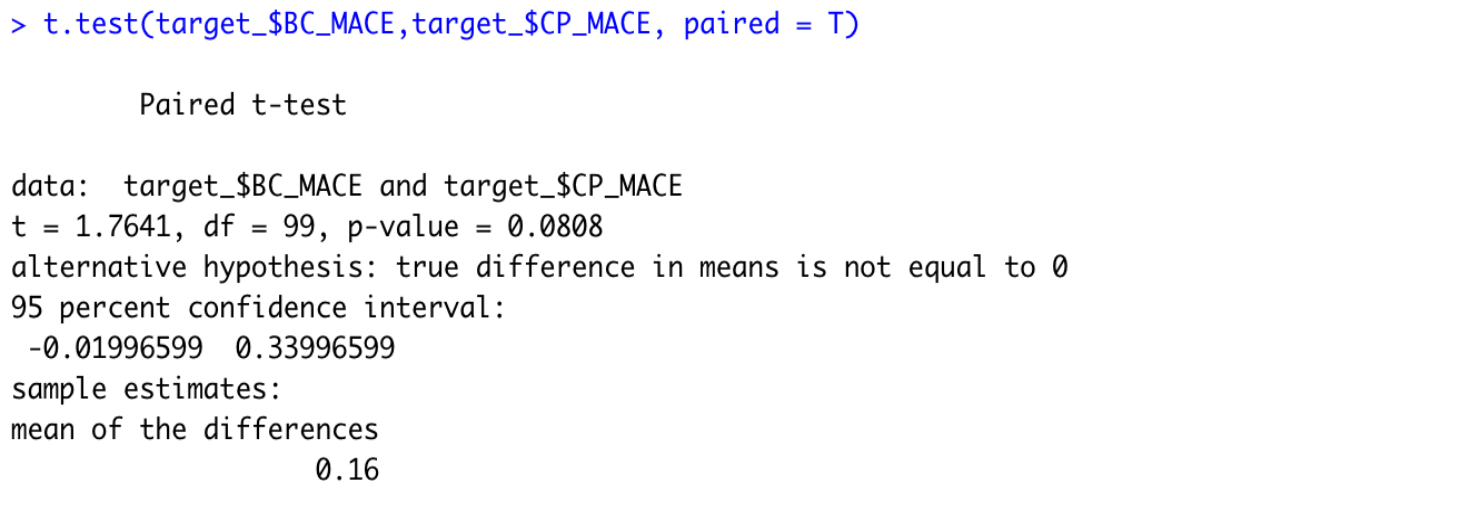 > t.test(target_$BC_MACE,target_$CP_MACE, paired = T)
Paired t-test
data:  target_$BC_MACE and target_$CP_MACE
t = 1.7641, df = 99, p-value = 0.0808
alternative hypothesis: true difference in means is not equal to 0
95 percent confidence interval:
-0.01996599  0.33996599
sample estimates:
mean of the differences
0.16